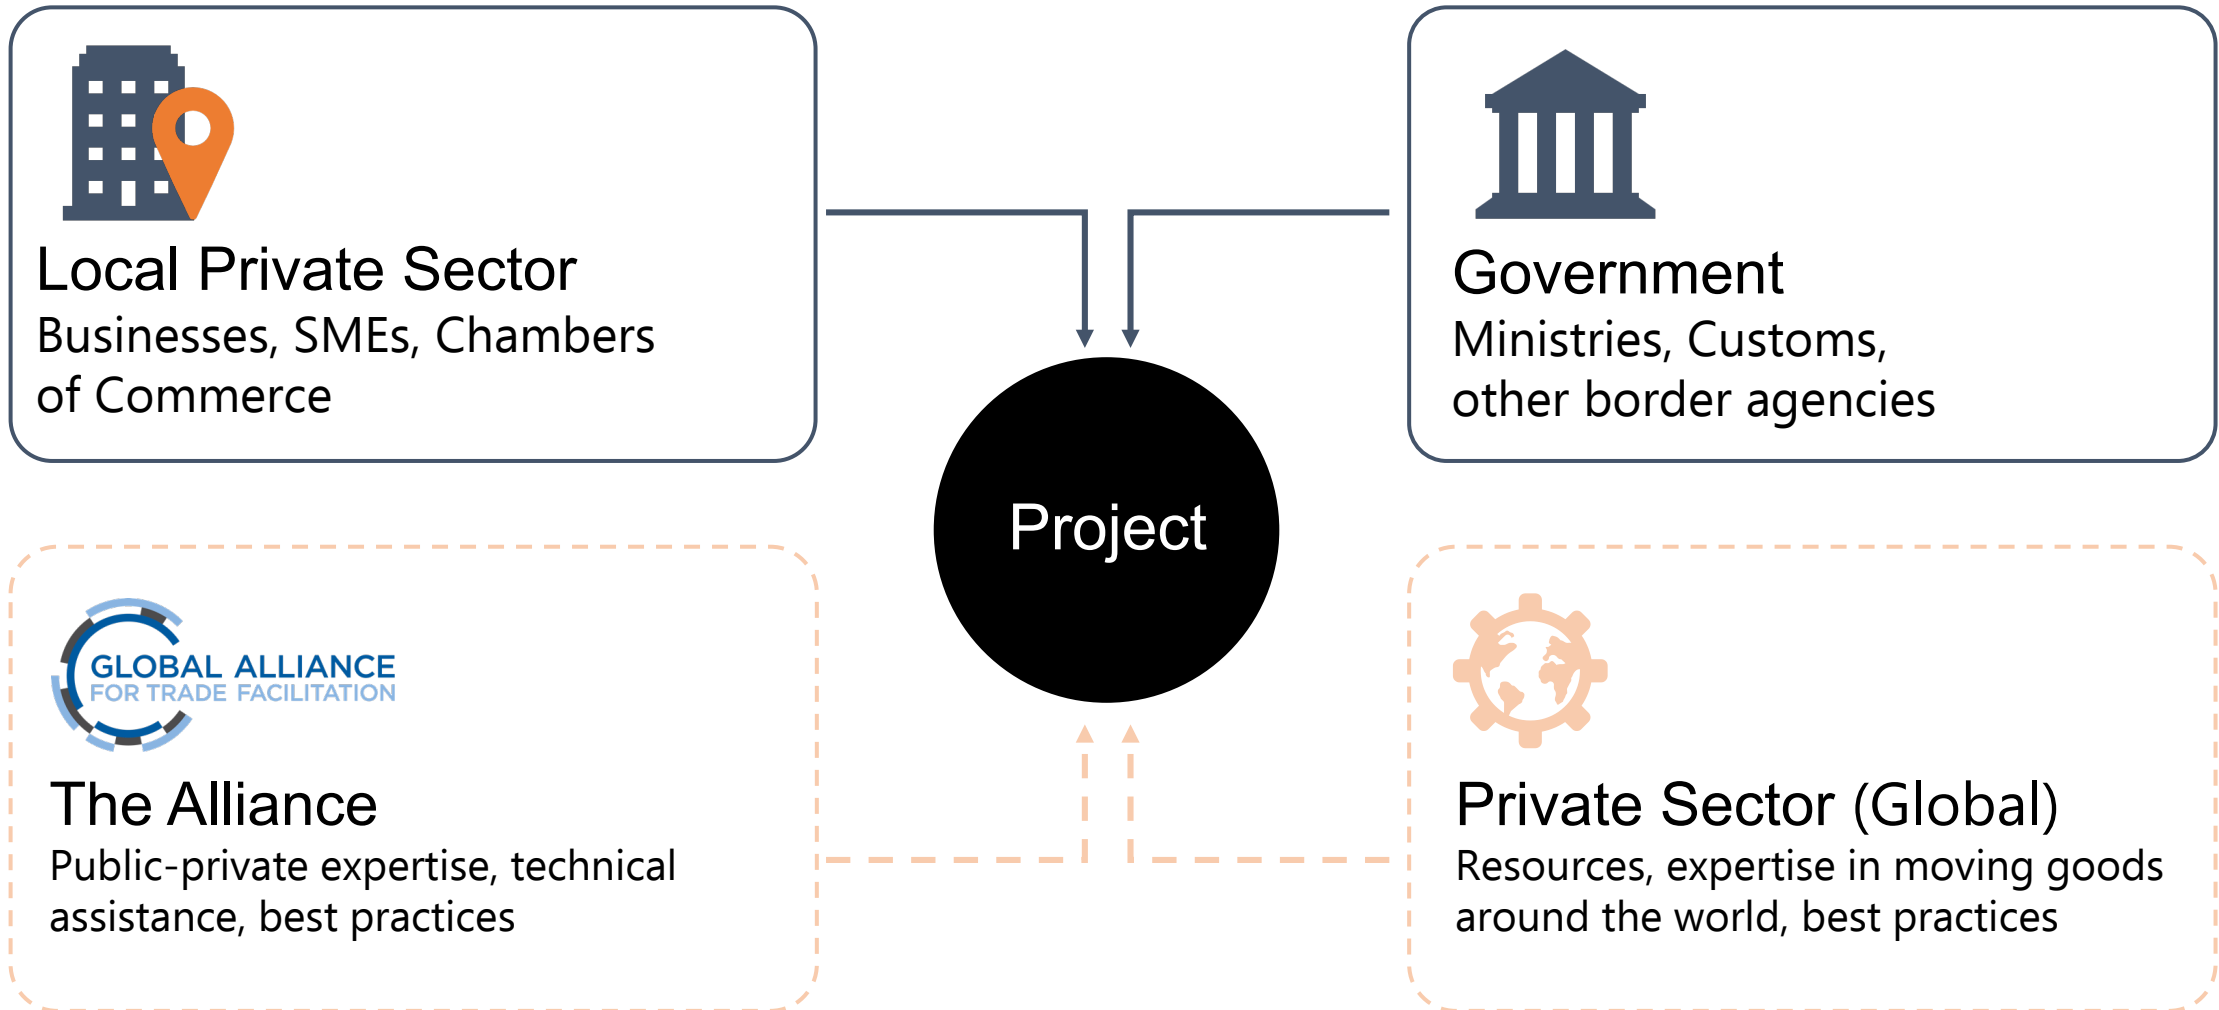 Local Private Sector
Businesses, SMEs, Chambers
of Commerce
Government
Ministries, Customs,
other border agencies
Project
GLOBAL ALLIANCE
FOR TRADE FACILITATION
The Alliance
Public-private expertise, technical
assistance, best practices
Private Sector (Global)
Resources, expertise in moving goods
around the world, best practices